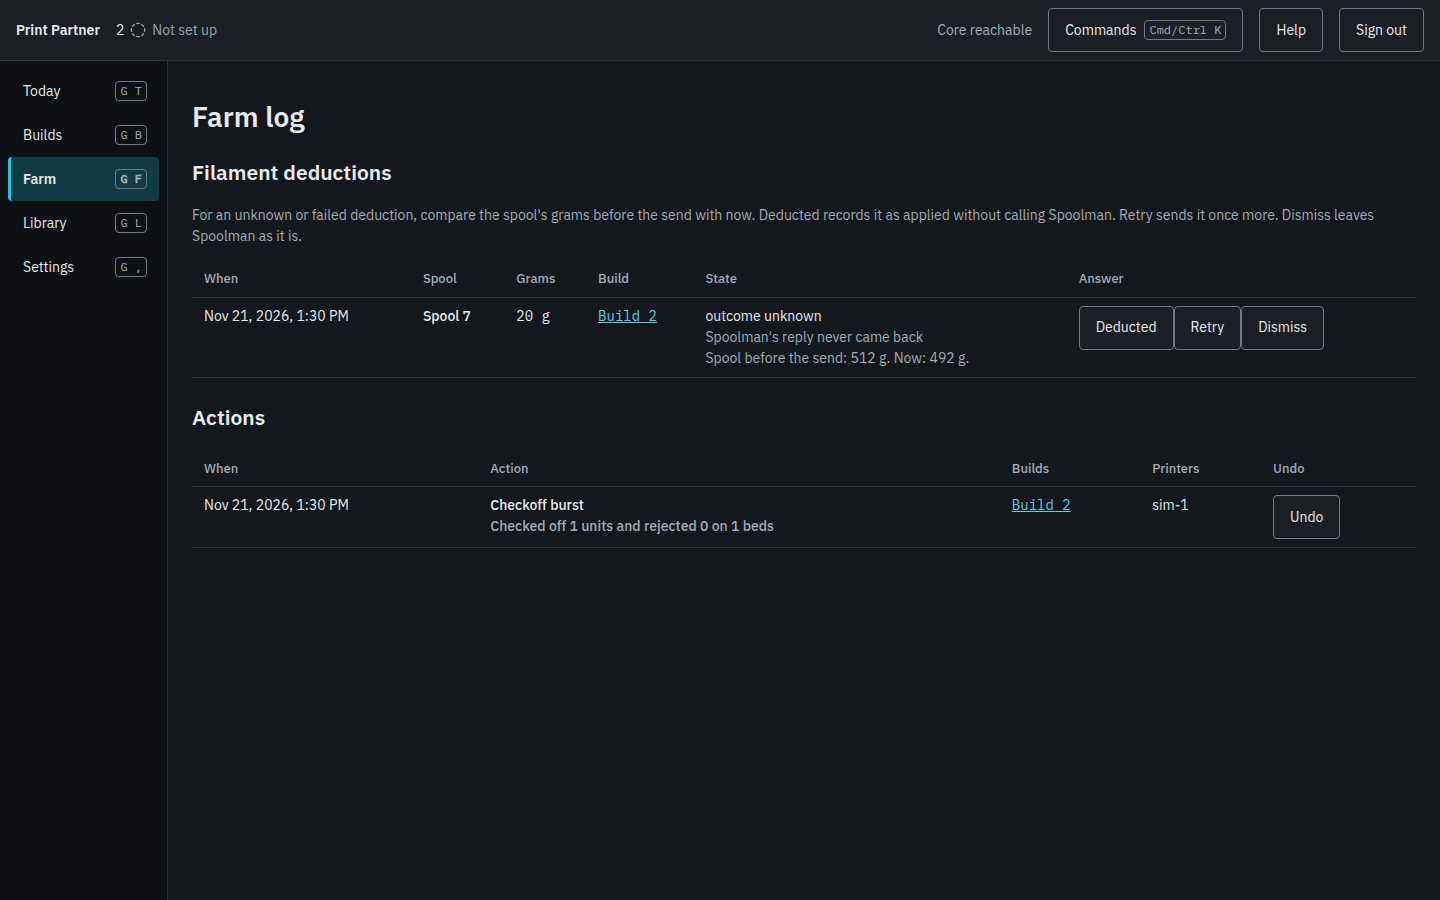 Print Partner 2 Not set up Core reachable Commands Cmd/Ctrl K Help Sign out
Today G T
Builds G B
Farm G F
Library G L
Settings G ,
Farm log
Filament deductions
For an unknown or failed deduction, compare the spool's grams before the send with now. Deducted records it as applied without calling Spoolman. Retry sends it once more. Dismiss leaves
Spoolman as it is.
When Spool Grams Build State Answer
Nov 21, 2026, 1:30 PM Spool 7 20 g Build 2 outcome unknown Deducted Retry Dismiss
Spoolman's reply never came back
Spool before the send: 512 g. Now: 492 g.
Actions
When Action Builds Printers Undo
Nov 21, 2026, 1:30 PM Checkoff burst Build 2 sim-1 Undo
Checked off 1 units and rejected 0 on 1 beds